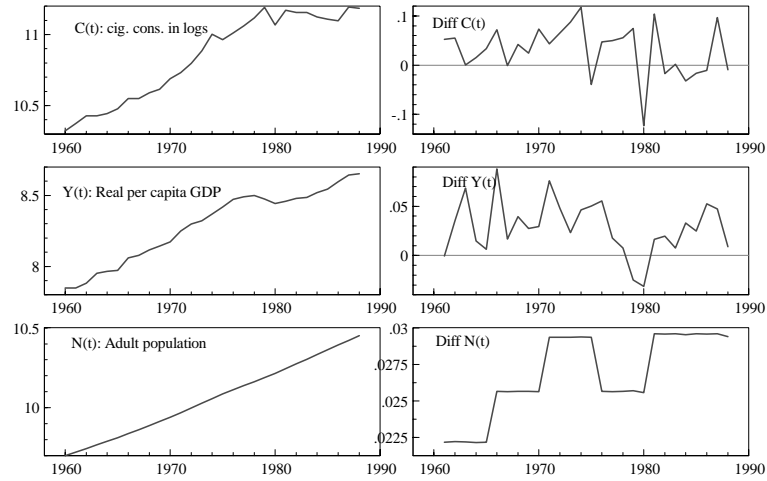 C(t): cig. cons. in logs
11
10.5
1960 1970 1980 1990
Diff C(t)
.1
0
-.1
1960 1970 1980 1990
Y(t): Real per capita GDP
8.5
8
1960 1970 1980 1990
Diff Y(t)
.05
0
1960 1970 1980 1990
N(t): Adult population
10.5
10
1960 1970 1980 1990
Diff N(t)
.03
.0275
.025
.0225
1960 1970 1980 1990